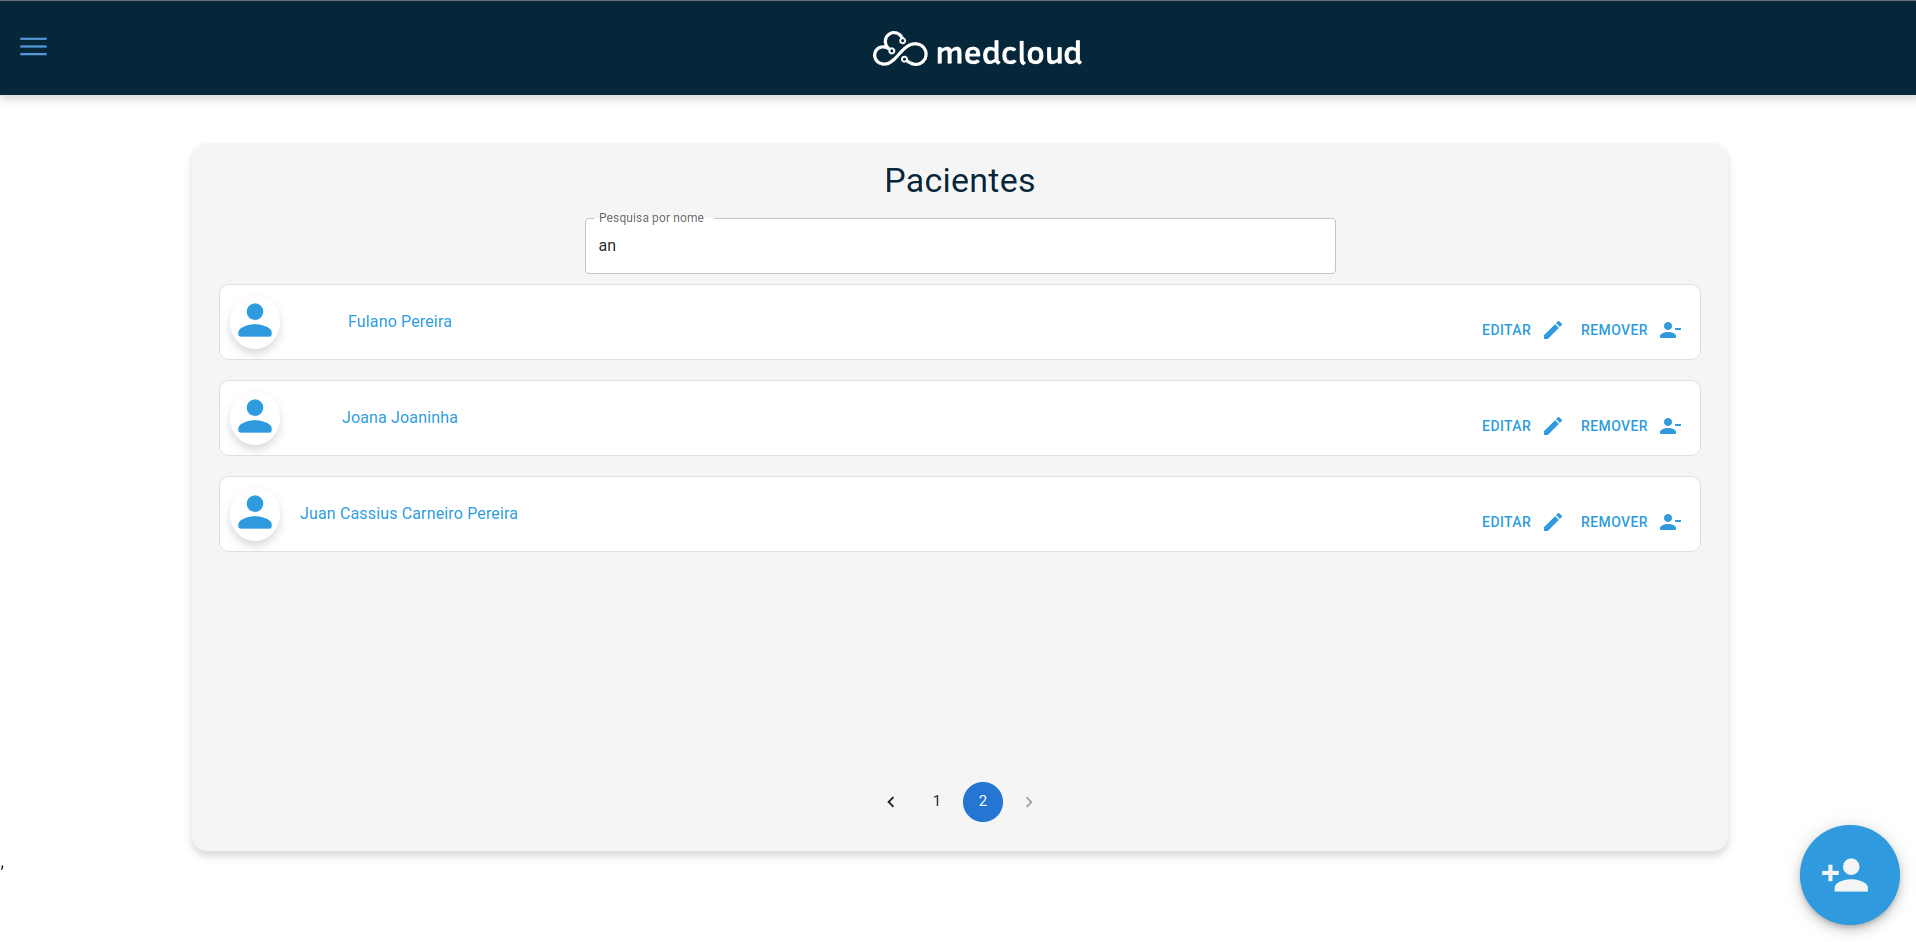 medcloud
Pacientes
Pesquisa por nome
an
Fulano Pereira
EDITAR REMOVER
Joana Joaninha
EDITAR REMOVER
Juan Cassius Carneiro Pereira
EDITAR REMOVER
1 2
,